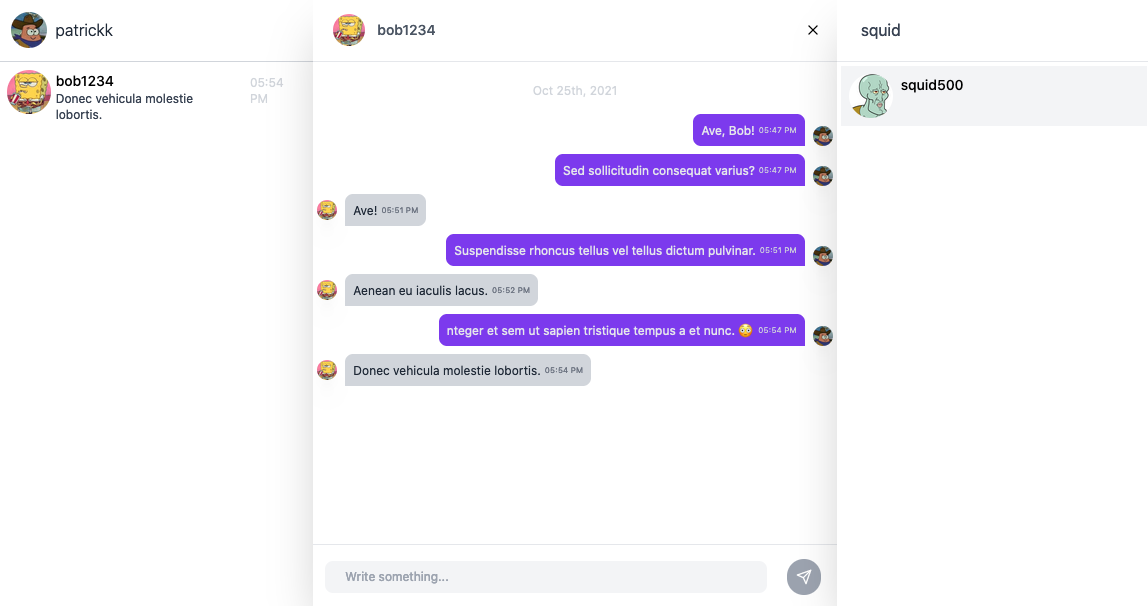 patrickk
bob1234
05:54
PM
Donec vehicula molestie
lobortis.
bob1234
Oct 25th, 2021
Ave, Bob! 05:47 PM
Sed sollicitudin consequat varius? 05:47 PM
Ave! 05:51 PM
Suspendisse rhoncus tellus vel tellus dictum pulvinar. 05:51 PM
Aenean eu iaculis lacus. 05:52 PM
nteger et sem ut sapien tristique tempus a et nunc. 😳 05:54 PM
Donec vehicula molestie lobortis. 05:54 PM
Write something...
squid
squid500